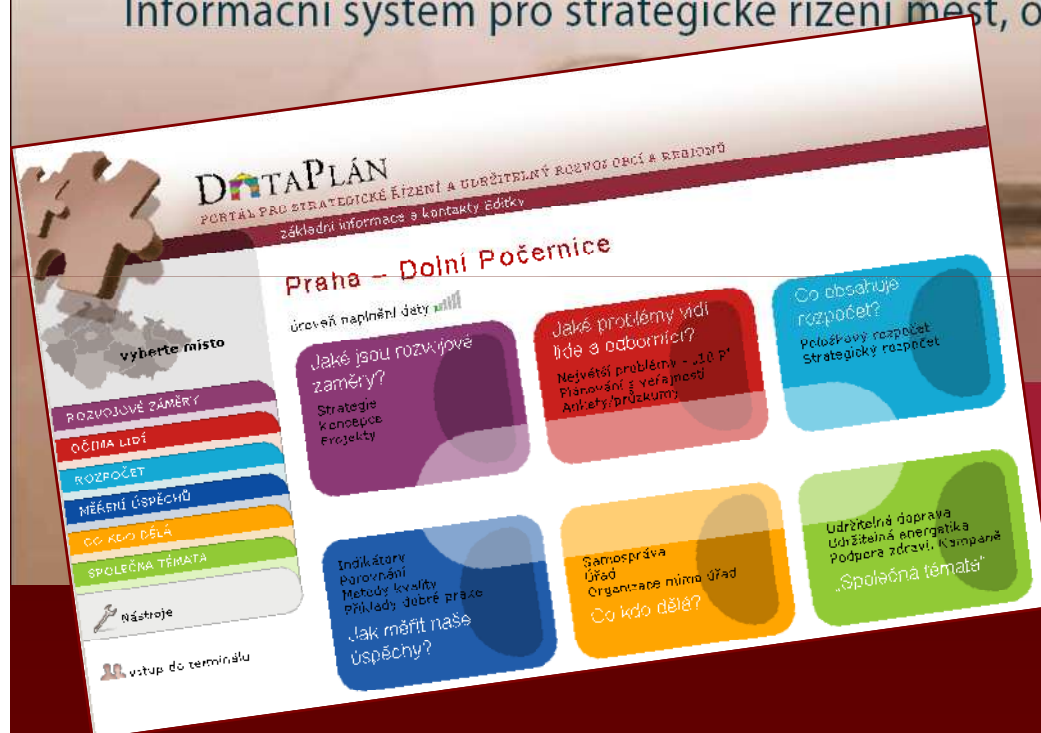 Informační systém pro strategické řízení měst, o
DATAPLÁN
PORTÁL PRO STRATEGICKÉ ŘÍZENÍ A UDRŽITELNÝ ROZVOJ OBCÍ A REGIONŮ
základní informace a kontakty editky
Praha – Dolní Počernice
úroveň naplnění daty
vyberte místo
ROZVOJOVÉ ZÁMĚRY
OČIMA LIDÍ
ROZPOČET
MĚŘENÍ ÚSPĚCHŮ
CO KDO DĚLÁ
SPOLEČNÁ TÉMATA
Nástroje
vstup do terminálu
Jaké jsou rozvojové
záměry?
Strategie
Koncepce
Projekty
Jaké problémy vidí
lidé a odborníci?
Největší problémy - „10 P"
Plánování s veřejností
Ankety/průzkumy
Co obsahuje
rozpočet?
Položkový rozpočet
Strategický rozpočet
Indikátory
Porovnání
Metody kvality
Příklady dobré praxe
Jak měřit naše
úspěchy?
Samospráva
Úřad
Organizace mimo úřad
Co kdo dělá?
Udržitelná doprava
Udržitelná energetika
Podpora zdraví, Kampaně
„Společná témata"